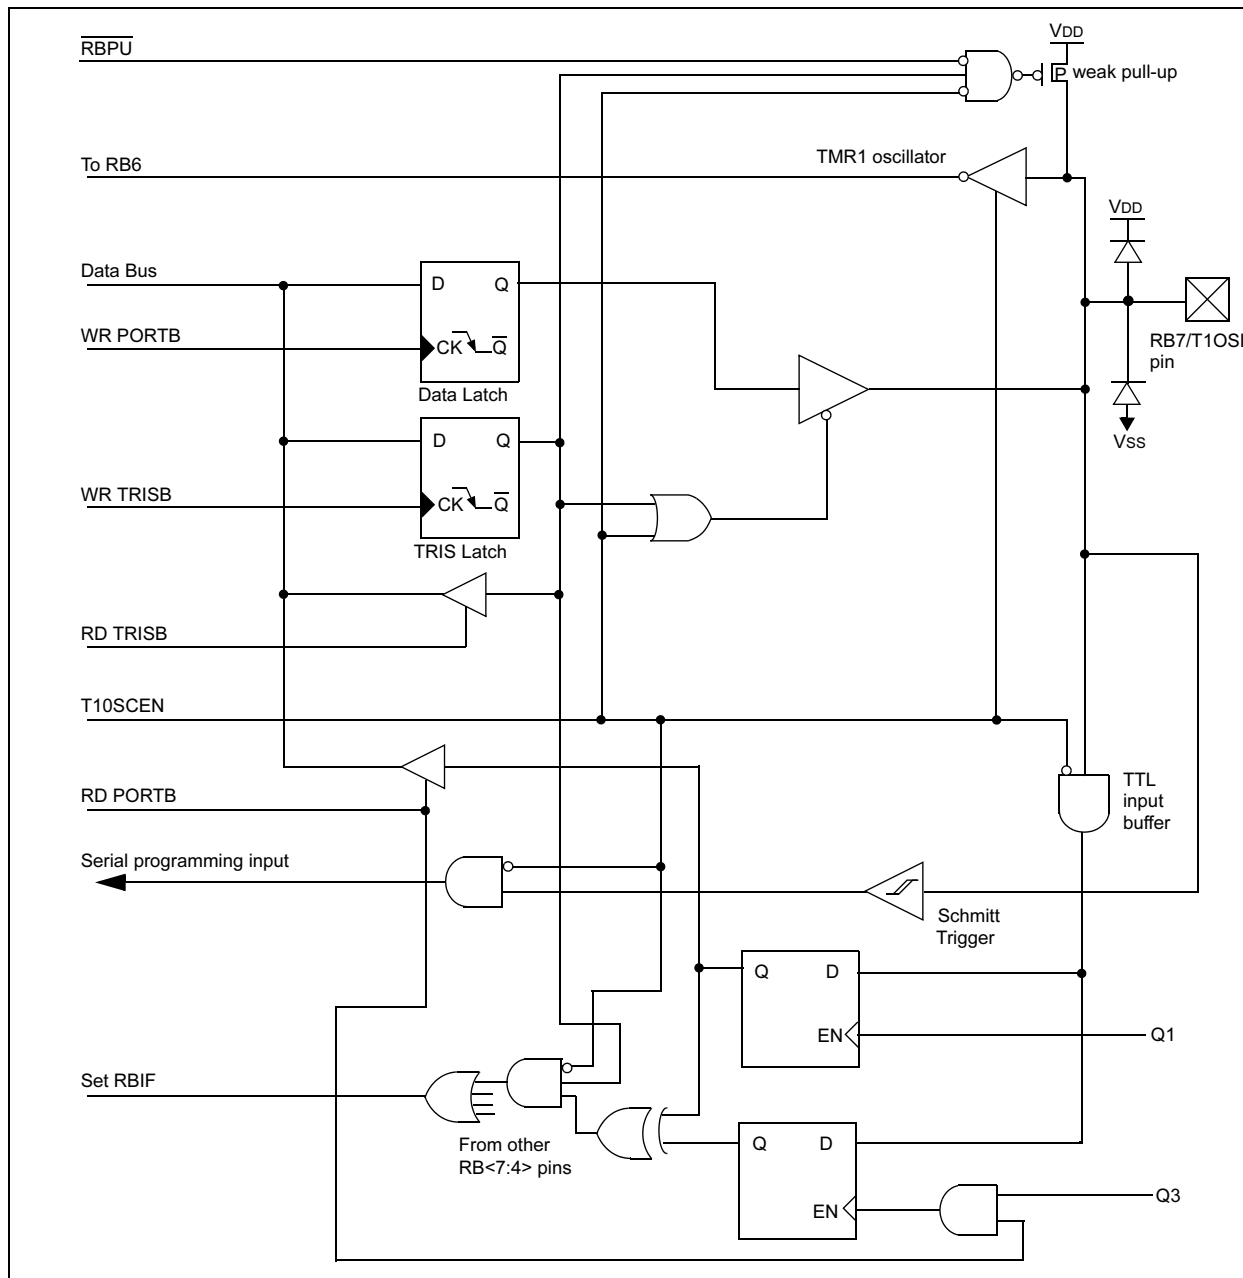 RBPU
VDD
P weak pull-up
To RB6
TMR1 oscillator
VDD
Data Bus
D Q
WR PORTB
CK Q
RB7/T1OSI
pin
Data Latch
D Q
VSS
WR TRISB
CK Q
TRIS Latch
RD TRISB
T10SCEN
RD PORTB
TTL
input
buffer
Serial programming input
Schmitt
Trigger
Q D
EN
Q1
Set RBIF
From other
RB<7:4> pins
Q D
EN
Q3